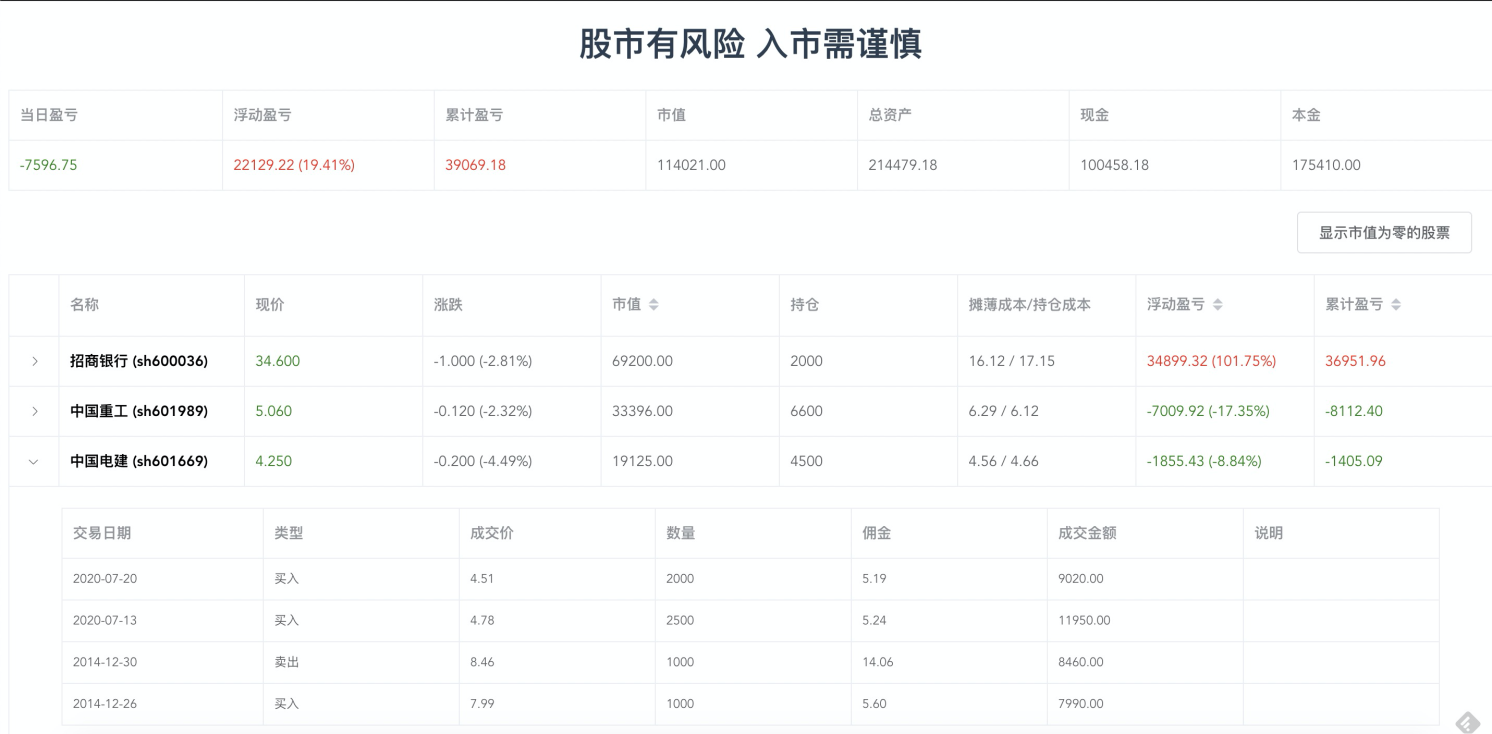 股市有风险 入市需谨慎
当日盈亏 浮动盈亏 累计盈亏 市值 总资产 现金 本金
-7596.75 22129.22 (19.41%) 39069.18 114021.00 214479.18 100458.18 175410.00
显示市值为零的股票
名称 现价 涨跌 市值 持仓 摊薄成本/持仓成本 浮动盈亏 累计盈亏
招商银行 (sh600036) 34.600 -1.000 (-2.81%) 69200.00 2000 16.12 / 17.15 34899.32 (101.75%) 36951.96
中国重工 (sh601989) 5.060 -0.120 (-2.32%) 33396.00 6600 6.29 / 6.12 -7009.92 (-17.35%) -8112.40
中国电建 (sh601669) 4.250 -0.200 (-4.49%) 19125.00 4500 4.56 / 4.66 -1855.43 (-8.84%) -1405.09
交易日期 类型 成交价 数量 佣金 成交金额 说明
2020-07-20 买入 4.51 2000 5.19 9020.00
2020-07-13 买入 4.78 2500 5.24 11950.00
2014-12-30 卖出 8.46 1000 14.06 8460.00
2014-12-26 买入 7.99 1000 5.60 7990.00